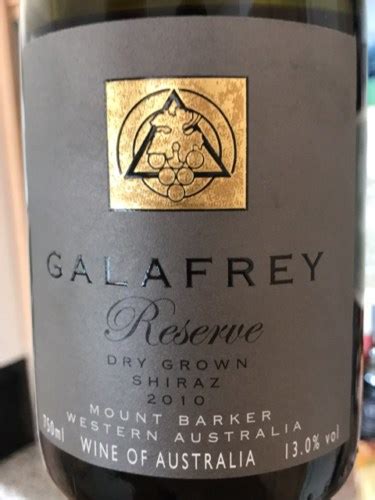 GALAFREY
Reserve
DRY GROWN
SHIRAZ
2010
MOUNT BARKER
WESTERN AUSTRALIA
750ml WINE OF AUSTRALIA 13.0% vol